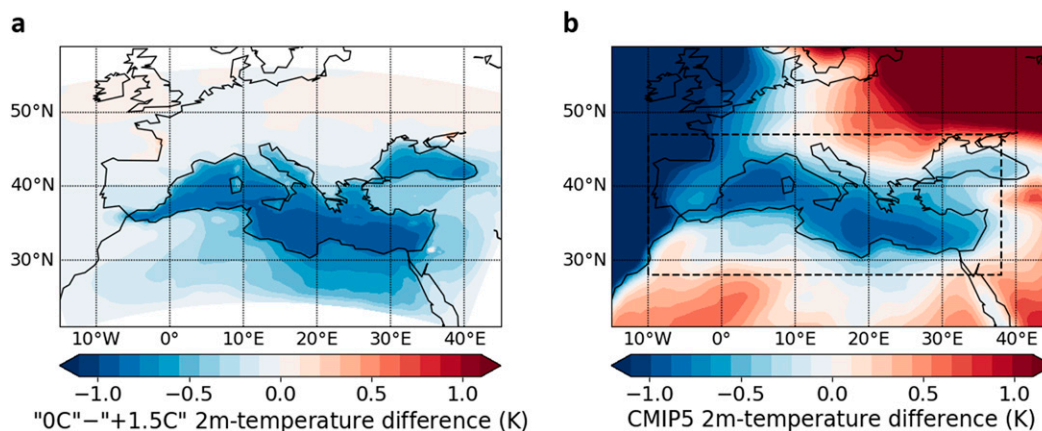 a
b
50°N
40°N
30°N
10°W 0° 10°E 20°E 30°E 40°E
50°N
40°N
30°N
10°W 0° 10°E 20°E 30°E 40°E
−1.0 −0.5 0.0 0.5 1.0
"0C"−"+1.5C" 2m-temperature difference (K)
−1.0 −0.5 0.0 0.5 1.0
CMIP5 2m-temperature difference (K)